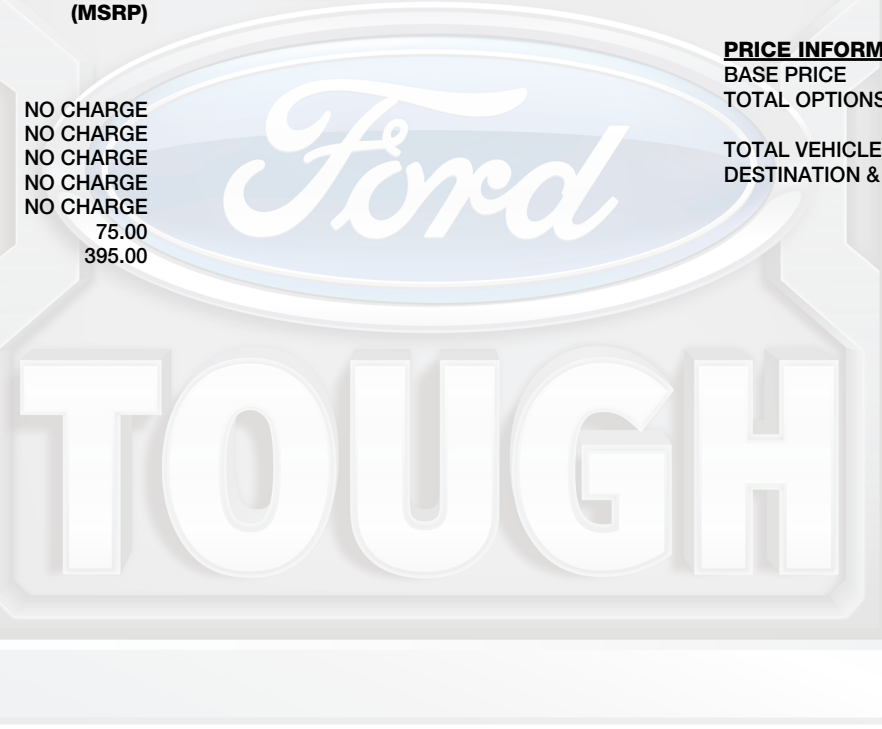 (MSRP)
NO CHARGE
NO CHARGE
NO CHARGE
NO CHARGE
NO CHARGE
75.00
395.00
PRICE INFORM
BASE PRICE
TOTAL OPTIONS
TOTAL VEHICLE
DESTINATION &
Ford
TOUGH